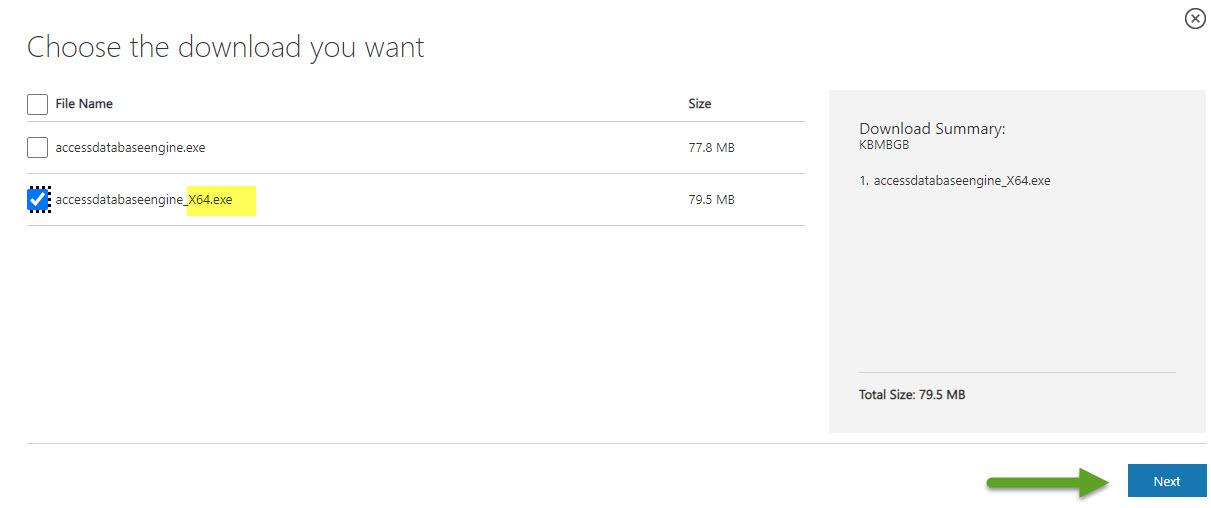 Choose the download you want
File Name Size
accessdatabaseengine.exe 77.8 MB
accessdatabaseengine_X64.exe 79.5 MB
Download Summary:
KBMBGB
1. accessdatabaseengine_X64.exe
Total Size: 79.5 MB
Next